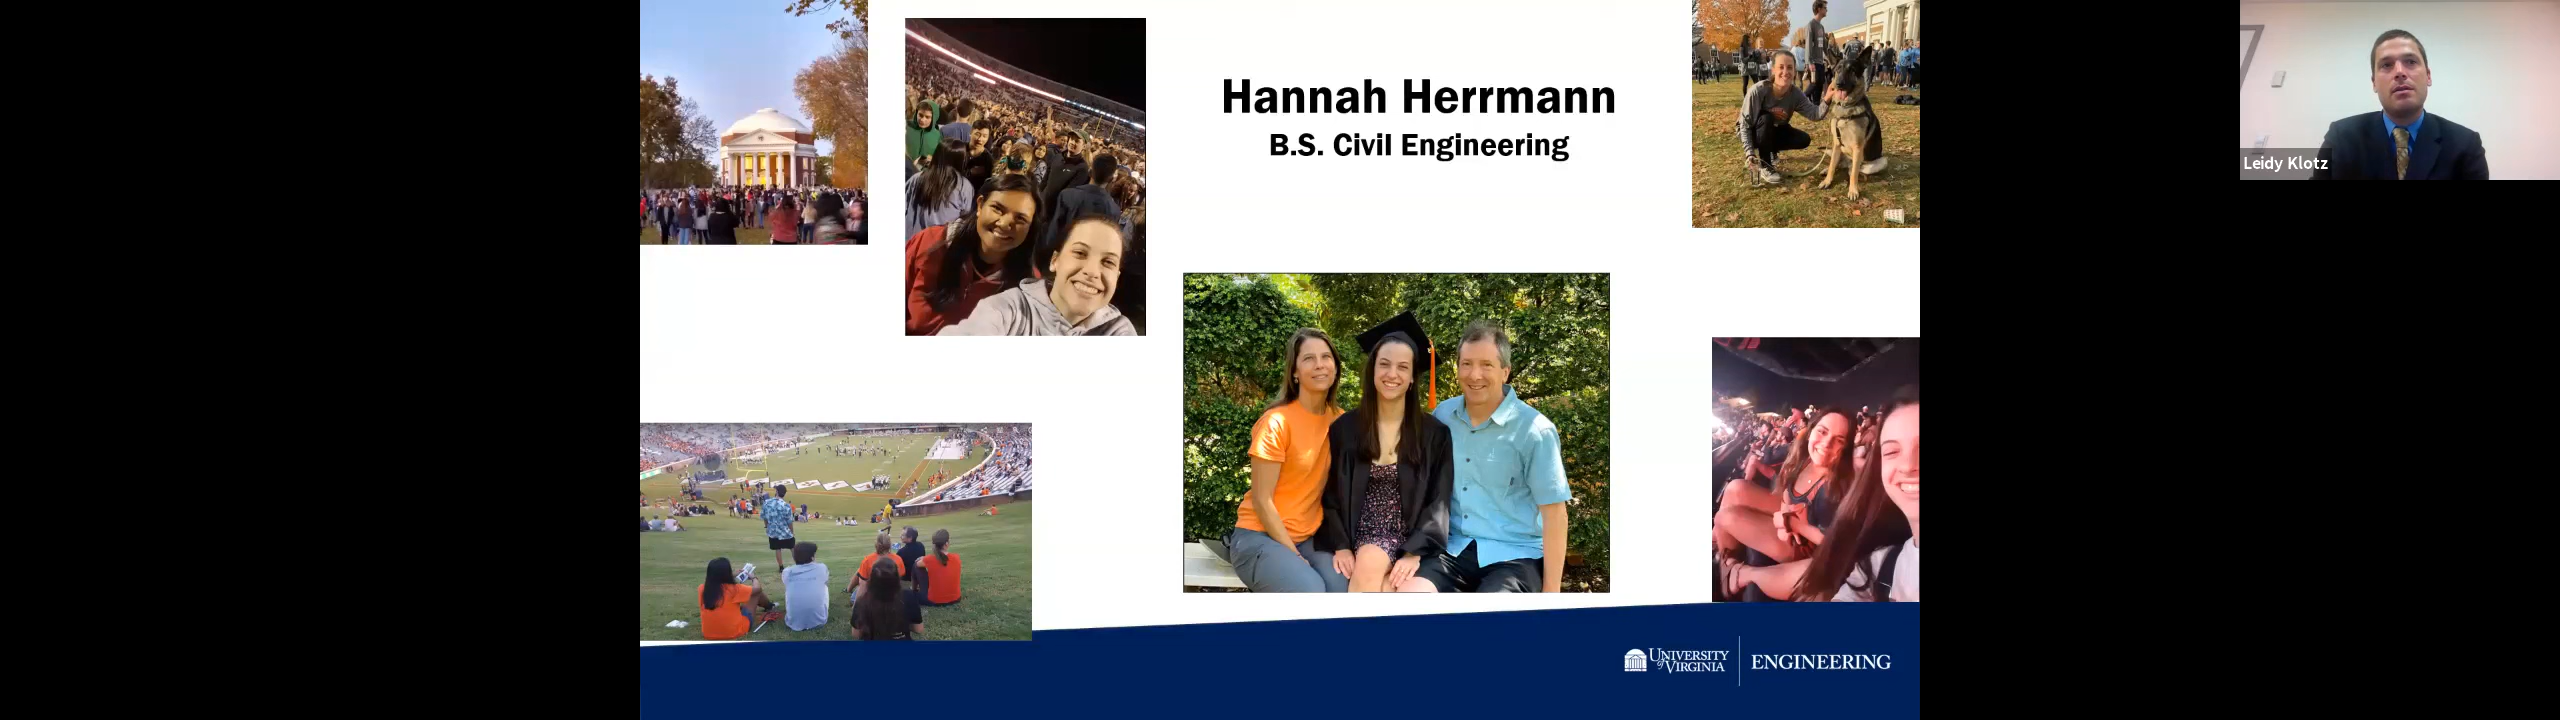 Hannah Herrmann
B.S. Civil Engineering
Leidy Klotz
UNIVERSITY
of VIRGINIA
ENGINEERING